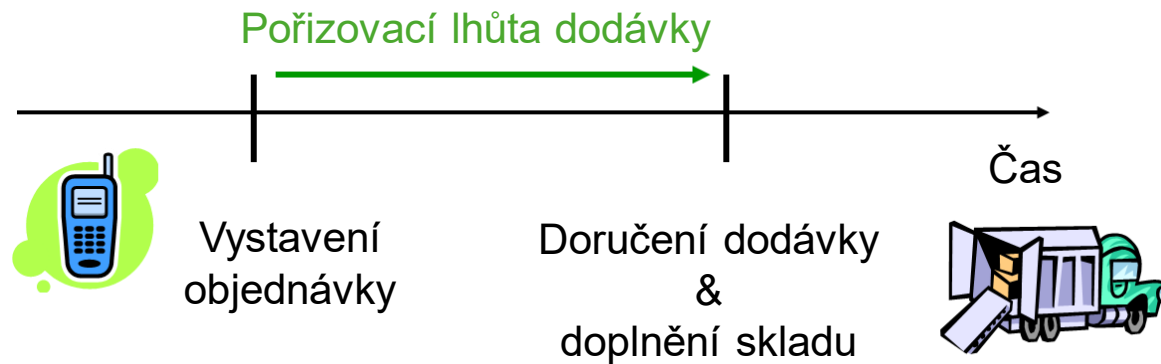 Pořizovací lhůta dodávky
Čas
Vystavení
objednávky
Doručení dodávky
&
doplnění skladu